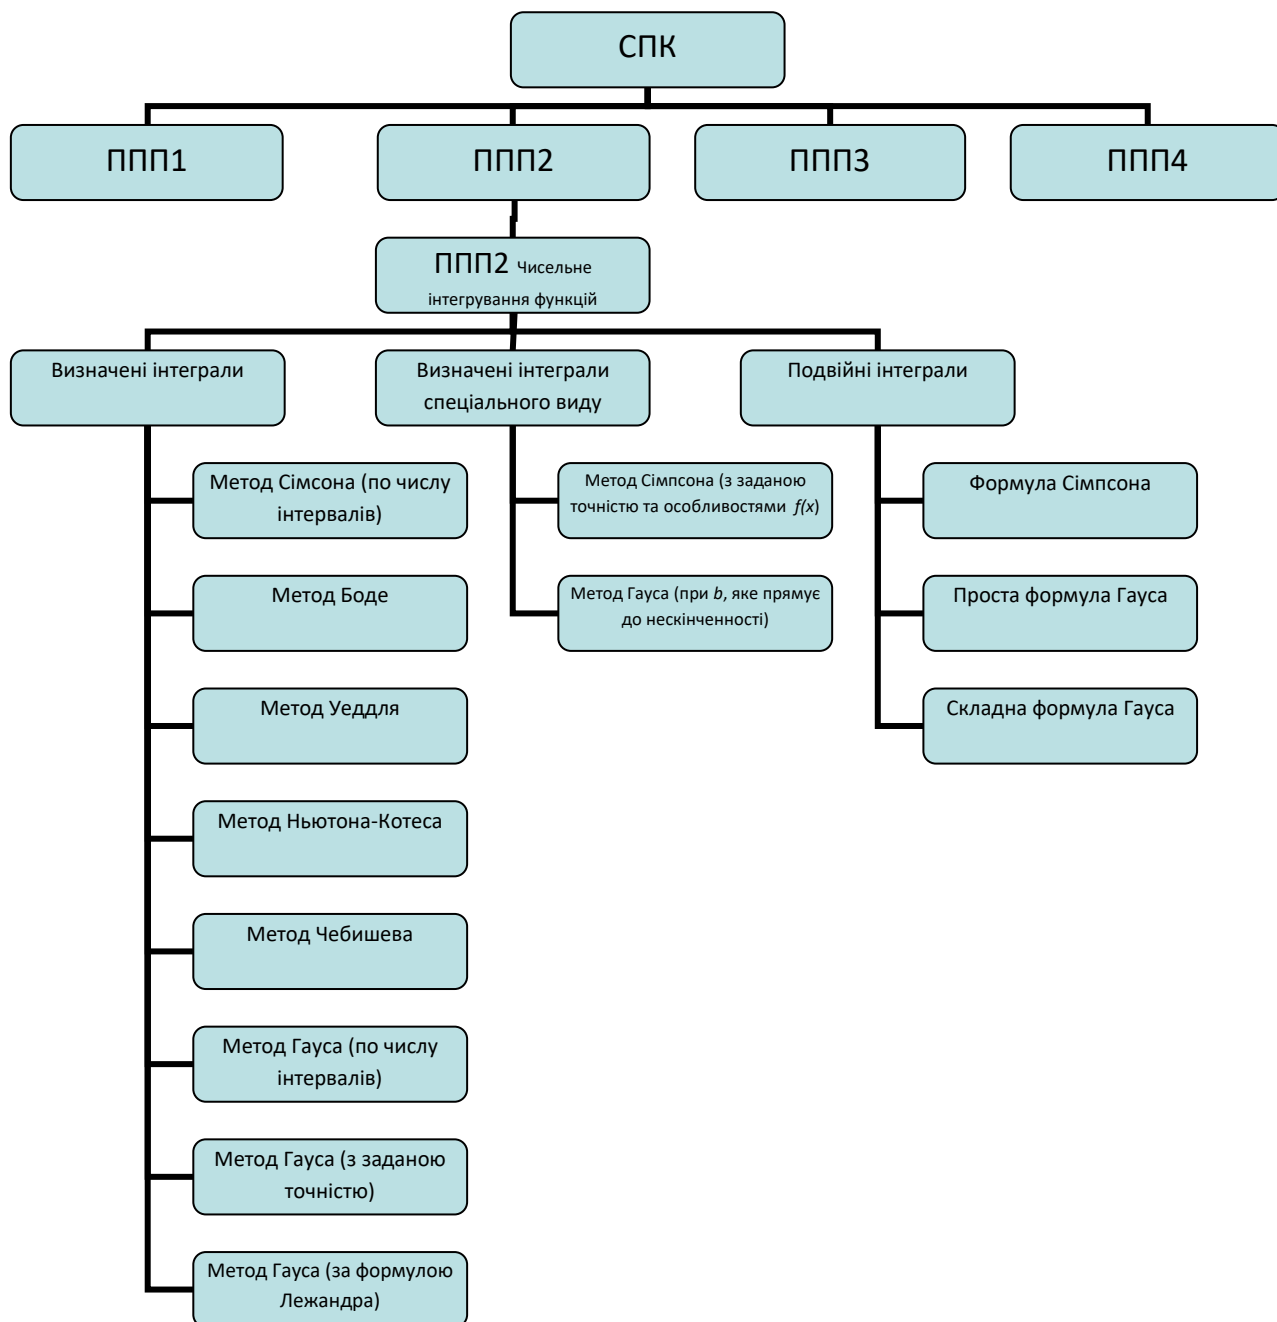 СПК
ППП1
ППП2
ППП3
ППП4
ППП2 Чисельне
інтегрування функцій
Визначені інтеграли
Визначені інтеграли
спеціального виду
Подвійні інтеграли
Метод Сімсона (по числу
інтервалів)
Метод Боде
Метод Уеддля
Метод Ньютона-Котеса
Метод Чебишева
Метод Гауса (по числу
інтервалів)
Метод Гауса (з заданою
точністю)
Метод Гауса (за формулою
Лежандра)
Метод Сімпсона (з заданою
точністю та особливостями f(x)
Метод Гауса (при b, яке прямує
до нескінченності)
Формула Сімпсона
Проста формула Гауса
Складна формула Гауса